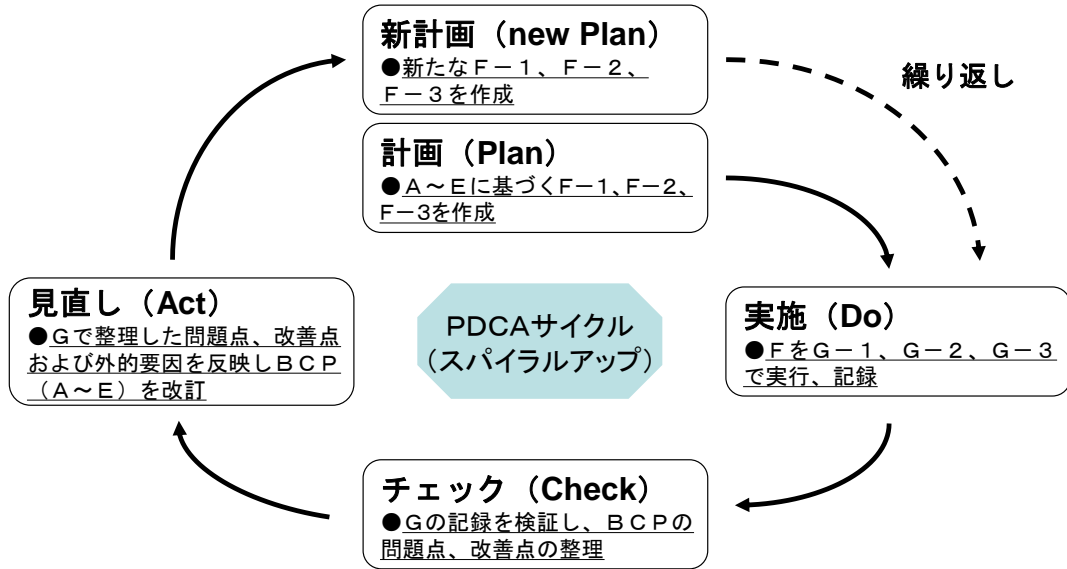 新計画（new Plan）
●新たなＦ－１、Ｆ－２、
Ｆ－３を作成
繰り返し
計画（Plan）
●Ａ～Ｅに基づくＦ－１、Ｆ－２、
Ｆ－３を作成
見直し（Act）
●Ｇで整理した問題点、改善点
および外的要因を反映しＢＣＰ
（Ａ～Ｅ）を改訂
PDCAサイクル
（スパイラルアップ）
実施（Do）
●ＦをＧ－１、Ｇ－２、Ｇ－３
で実行、記録
チェック（Check）
●Ｇの記録を検証し、ＢＣＰの
問題点、改善点の整理